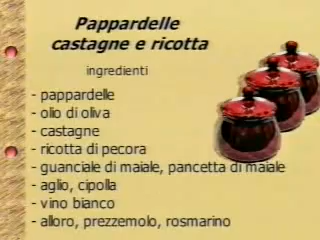 Pappardelle
castagne e ricotta
ingredienti
- pappardelle
- olio di oliva
- castagne
- ricotta di pecora
- guanciale di maiale, pancetta di maiale
- aglio, cipolla
- vino bianco
- alloro, prezzemolo, rosmarino